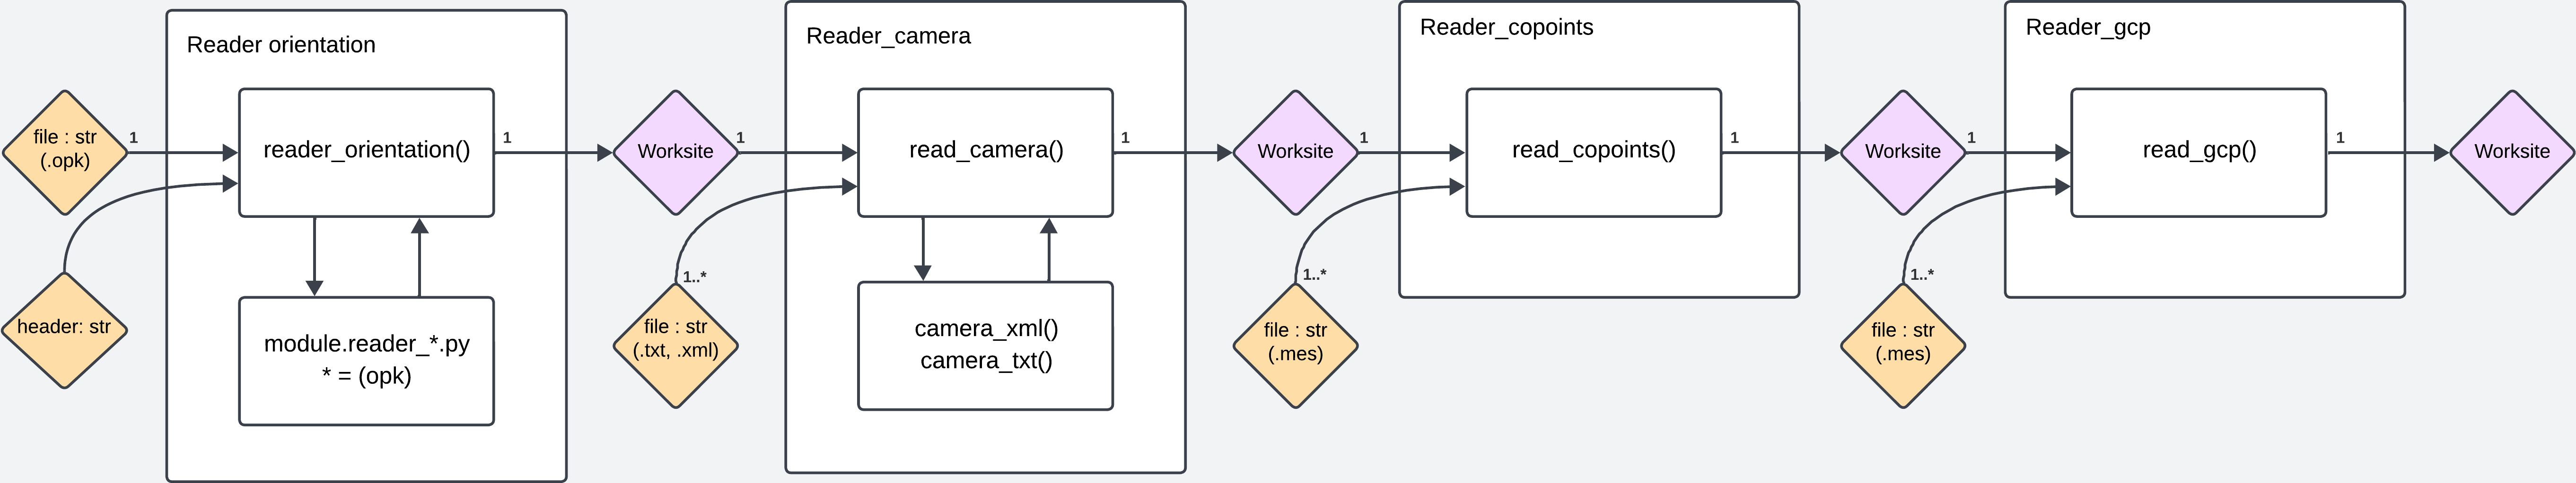 Reader orientation
file : str
(.opk)
1
reader_orientation()
1
header: str
module.reader_*.py
* = (opk)
Worksite
1
Reader_camera
read_camera()
1
1..*
file : str
(.txt, .xml)
camera_xml()
camera_txt()
Worksite
1
Reader_copoints
read_copoints()
1
1..*
file : str
(.mes)
Worksite
1
Reader_gcp
read_gcp()
1
1..*
file : str
(.mes)
Worksite